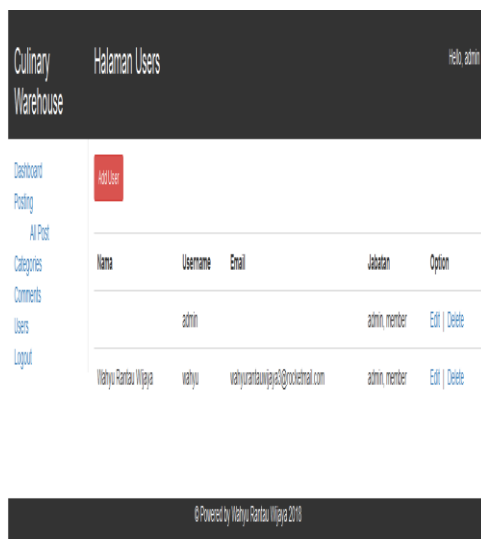 Culinary
Warehouse
Halaman Users
Hello, admin
Dashboard
Posting
All Post
Categories
Comments
Users
Logout
Add User
Nama Username Email Jabatan Option
admin admin, member Edit | Delete
Wahyu Rantau Wijaya wahyu wahyurantauwijaya3@rocketmail.com admin, member Edit | Delete
© Powered by Wahyu Rantau Wijaya 2018